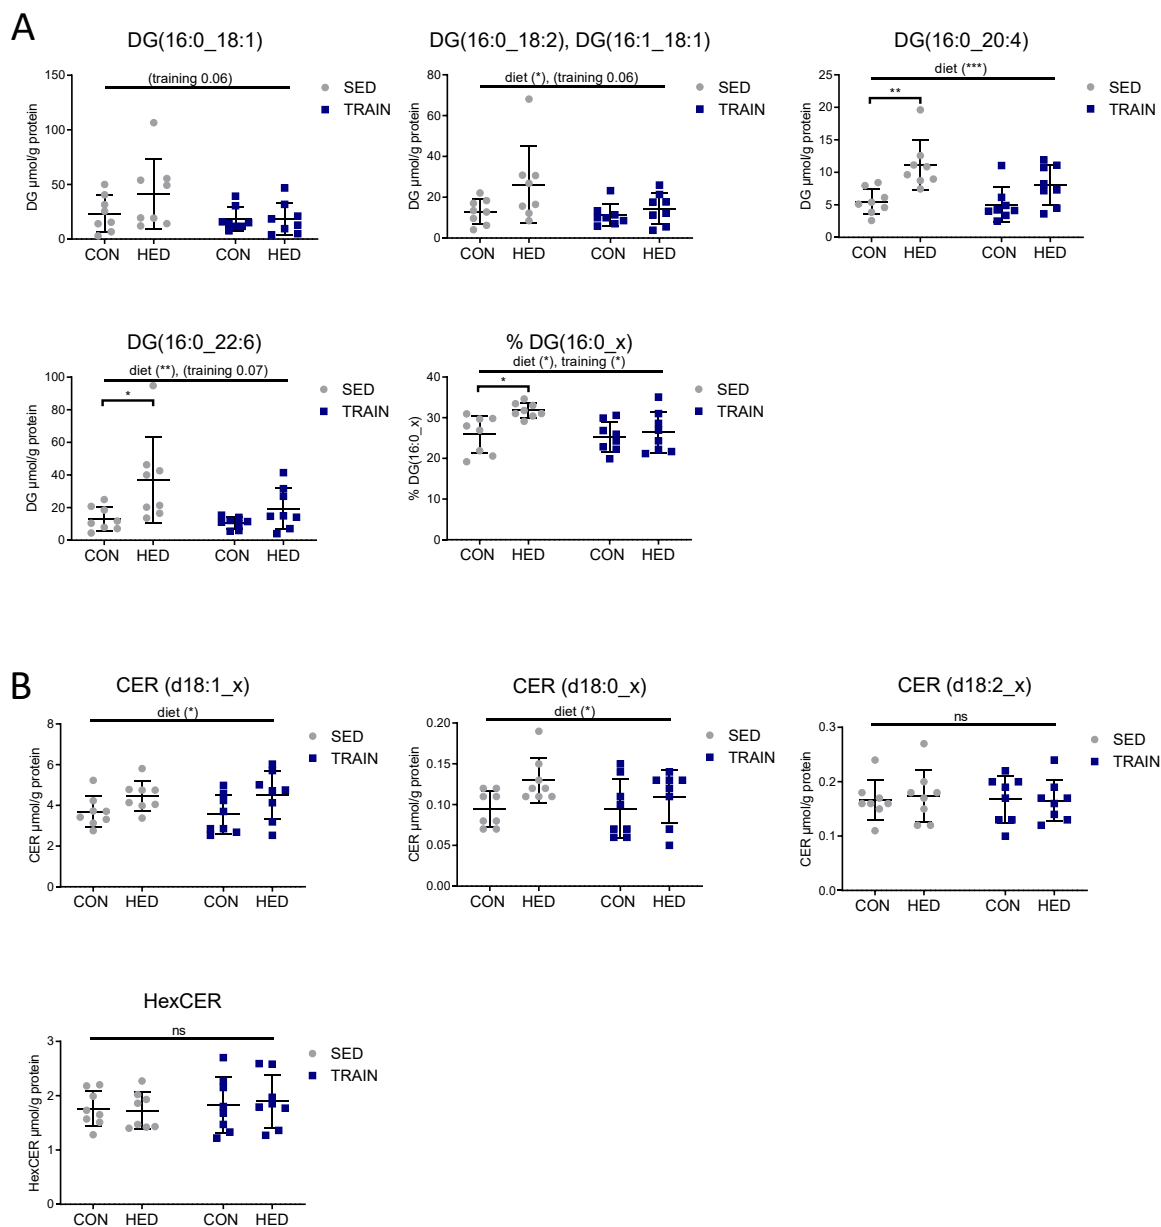 A
DG(16:0_18:1)
(training 0.06)
DG µmol/g protein
150
100
50
0
CON HED CON HED
SED
TRAIN
DG(16:0_18:2), DG(16:1_18:1)
diet (*), (training 0.06)
DG µmol/g protein
80
60
40
20
0
CON HED CON HED
SED
TRAIN
DG(16:0_20:4)
diet (***)
**
DG µmol/g protein
25
20
15
10
5
0
CON HED CON HED
SED
TRAIN
DG(16:0_22:6)
diet (**), (training 0.07)
*
DG µmol/g protein
100
80
60
40
20
0
CON HED CON HED
SED
TRAIN
% DG(16:0_x)
diet (*), training (*)
*
% DG(16:0_x)
40
30
20
10
0
CON HED CON HED
SED
TRAIN
B
CER (d18:1_x)
diet (*)
CER µmol/g protein
8
6
4
2
0
CON HED CON HED
SED
TRAIN
CER (d18:0_x)
diet (*)
CER µmol/g protein
0.20
0.15
0.10
0.05
0.00
CON HED CON HED
SED
TRAIN
CER (d18:2_x)
ns
CER µmol/g protein
0.3
0.2
0.1
0.0
CON HED CON HED
SED
TRAIN
HexCER
ns
HexCER µmol/g protein
3
2
1
0
CON HED CON HED
SED
TRAIN